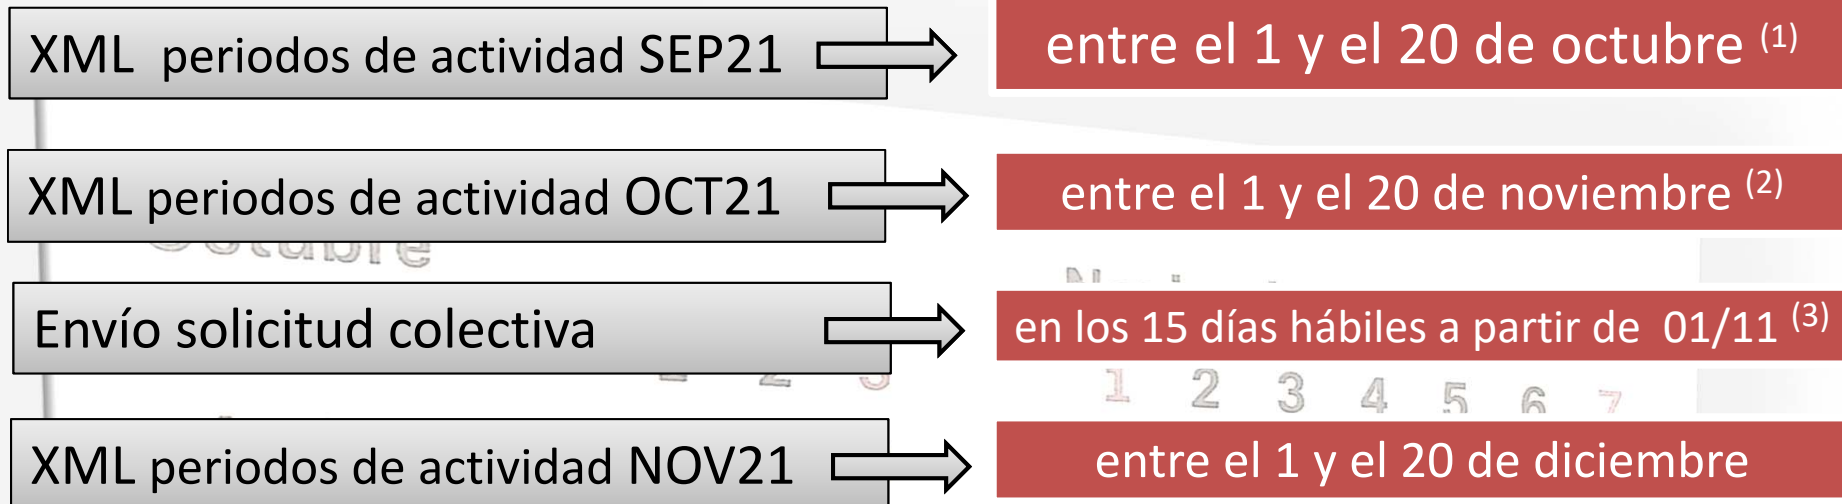 XML periodos de actividad SEP21
entre el 1 y el 20 de octubre (1)
XML periodos de actividad OCT21
entre el 1 y el 20 de noviembre (2)
Octubre
Envío solicitud colectiva
en los 15 días hábiles a partir de 01/11 (3)
1 2 3 4 5 6 7
XML periodos de actividad NOV21
entre el 1 y el 20 de diciembre